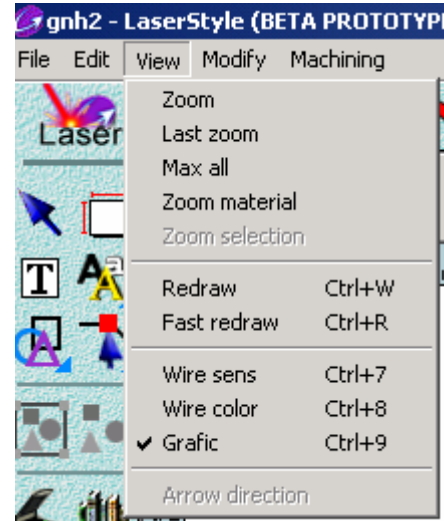 gnh2 - LaserStyle (BETA PROTOTYP
File Edit View Modify Machining
Laser
Zoom
Last zoom
Max all
Zoom material
Zoom selection
T Aa
Redraw Ctrl+W
Fast redraw Ctrl+R
Wire sens Ctrl+7
Wire color Ctrl+8
Grafic Ctrl+9
Arrow direction